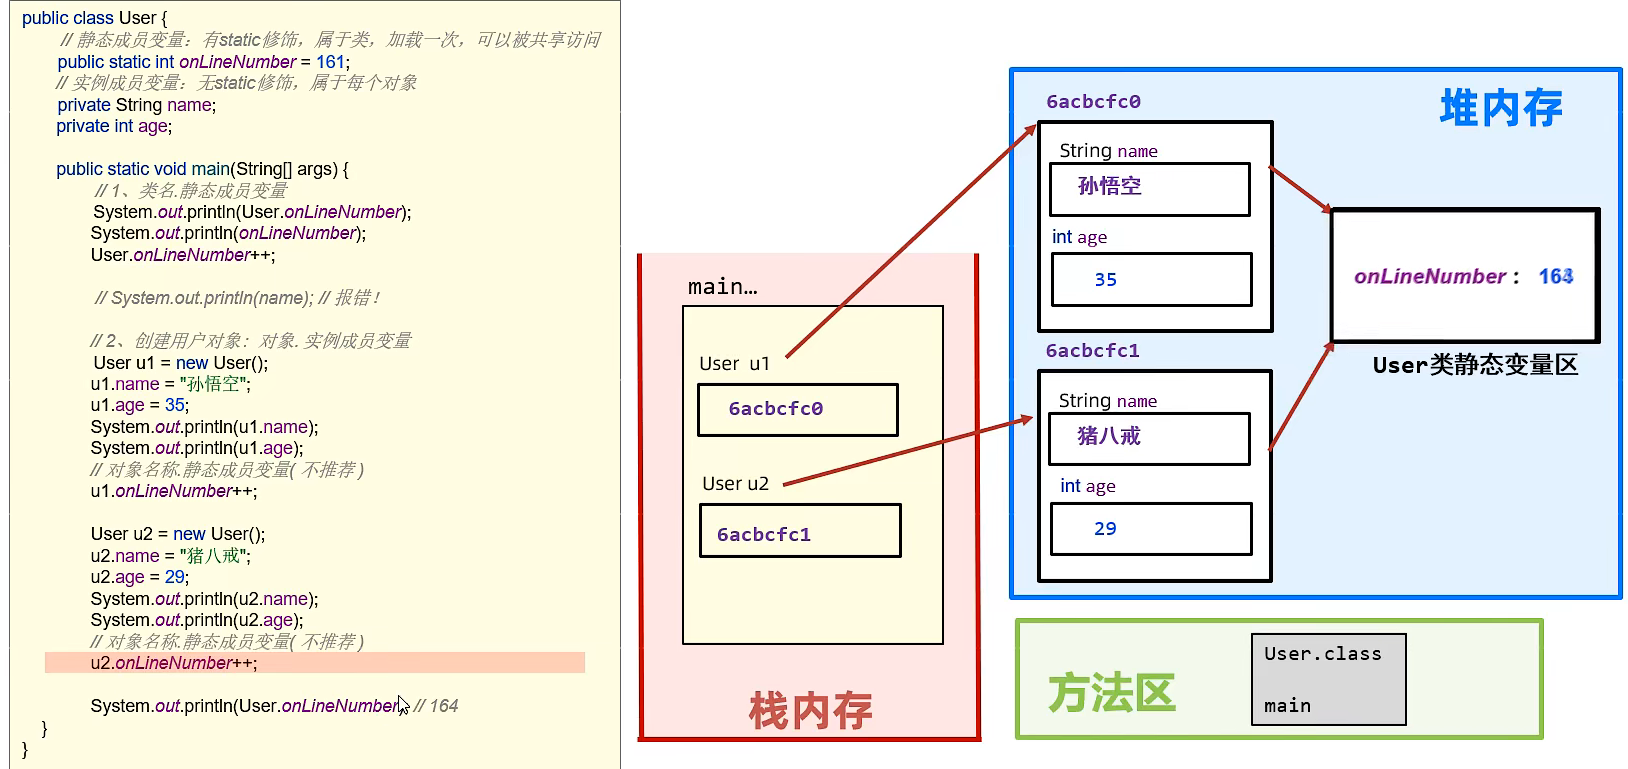 public class User {
// 静态成员变量：有static修饰，属于类，加载一次，可以被共享访问
public static int onLineNumber = 161;
// 实例成员变量：无static修饰，属于每个对象
private String name;
private int age;
public static void main(String[] args) {
// 1、类名.静态成员变量
System.out.println(User.onLineNumber);
System.out.println(onLineNumber);
User.onLineNumber++;
// System.out.println(name); // 报错！
// 2、创建用户对象：对象. 实例成员变量
User u1 = new User();
u1.name = "孙悟空";
u1.age = 35;
System.out.println(u1.name);
System.out.println(u1.age);
// 对象名称.静态成员变量( 不推荐 )
u1.onLineNumber++;
User u2 = new User();
u2.name = "猪八戒";
u2.age = 29;
System.out.println(u2.name);
System.out.println(u2.age);
// 对象名称.静态成员变量( 不推荐 )
u2.onLineNumber++;
System.out.println(User.onLineNumber); // 164
}
}
main…
User u1
6acbcfc0
User u2
6acbcfc1
栈内存
堆内存
6acbcfc0
String name
孙悟空
int age
35
6acbcfc1
String name
猪八戒
int age
29
onLineNumber :
User类静态变量区
方法区
User.class
main